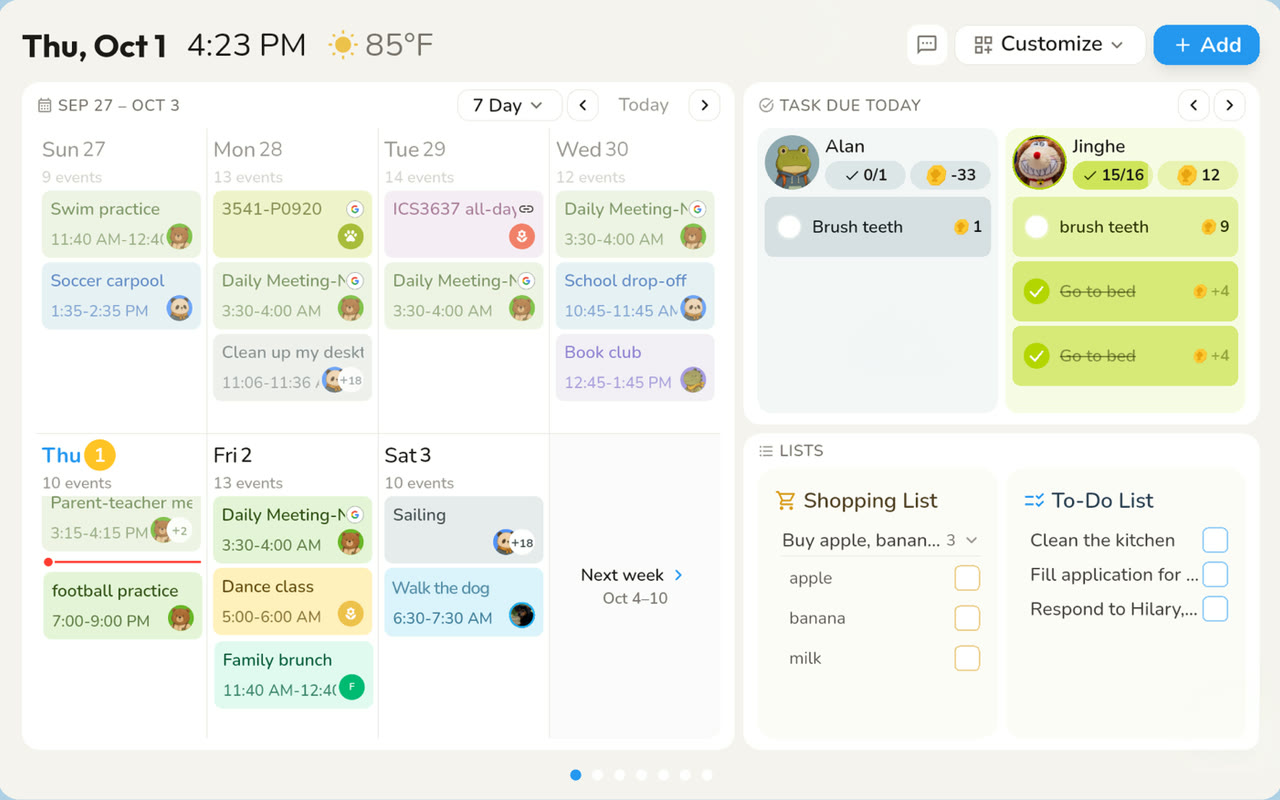 Thu, Oct 1 4:23 PM 85°F
Customize
+ Add
SEP 27 – OCT 3
7 Day
Today
Sun 27
9 events
Swim practice
11:40 AM-12:40
Soccer carpool
1:35-2:35 PM
Mon 28
13 events
3541-P0920
G
Daily Meeting-N
G
3:30-4:00 AM
Clean up my deskt
11:06-11:36 A
+18
Tue 29
14 events
ICS3637 all-day
Daily Meeting-N
G
3:30-4:00 AM
Wed 30
12 events
Daily Meeting-N
G
3:30-4:00 AM
School drop-off
10:45-11:45 AM
Book club
12:45-1:45 PM
Thu 1
10 events
Parent-teacher me
3:15-4:15 PM
+2
football practice
7:00-9:00 PM
Fri 2
13 events
Daily Meeting-N
G
3:30-4:00 AM
Dance class
5:00-6:00 AM
Family brunch
11:40 AM-12:40
F
Sat 3
10 events
Sailing
+18
Walk the dog
6:30-7:30 AM
Next week
Oct 4–10
TASK DUE TODAY
Alan
0/1
-33
Brush teeth
1
Jinghe
15/16
12
brush teeth
9
Go to bed
+4
Go to bed
+4
LISTS
Shopping List
Buy apple, banan... 3
apple
banana
milk
To-Do List
Clean the kitchen
Fill application for ...
Respond to Hilary,...